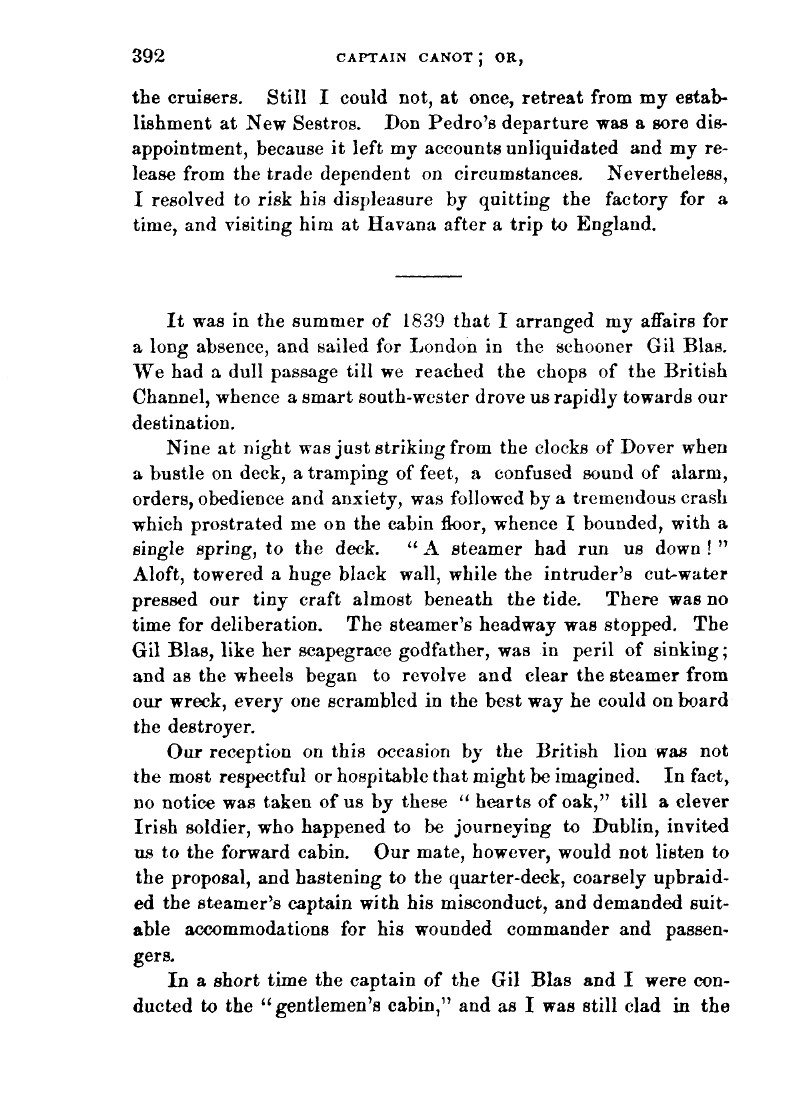 392 CAPTAIN CANOT; OR,
the cruisers. Still I could not, at once, retreat from my estab-
lishment at New Sestros. Don Pedro's departure was a sore dis-
appointment, because it left my accounts unliquidated and my re-
lease from the trade dependent on circumstances. Nevertheless,
I resolved to risk his displeasure by quitting the factory for a
time, and visiting him at Havana after a trip to England.
It was in the summer of 1839 that I arranged my affairs for
a long absence, and sailed for London in the schooner Gil Blas.
We had a dull passage till we reached the chops of the British
Channel, whence a smart south-wester drove us rapidly towards our
destination.
Nine at night was just striking from the clocks of Dover when
a bustle on deck, a tramping of feet, a confused sound of alarm,
orders, obedience and anxiety, was followed by a tremendous crash
which prostrated me on the cabin floor, whence I bounded, with a
single spring, to the deck. "A steamer had run us down!"
Aloft, towered a huge black wall, while the intruder's cut-water
pressed our tiny craft almost beneath the tide. There was no
time for deliberation. The steamer's headway was stopped. The
Gil Blas, like her scapegrace godfather, was in peril of sinking;
and as the wheels began to revolve and clear the steamer from
our wreck, every one scrambled in the best way he could on board
the destroyer.
Our reception on this occasion by the British lion was not
the most respectful or hospitable that might be imagined. In fact,
no notice was taken of us by these "hearts of oak," till a clever
Irish soldier, who happened to be journeying to Dublin, invited
us to the forward cabin. Our mate, however, would not listen to
the proposal, and hastening to the quarter-deck, coarsely upbraid-
ed the steamer's captain with his misconduct, and demanded suit-
able accommodations for his wounded commander and passen-
gers.
In a short time the captain of the Gil Blas and I were con-
ducted to the "gentlemen's cabin," and as I was still clad in the